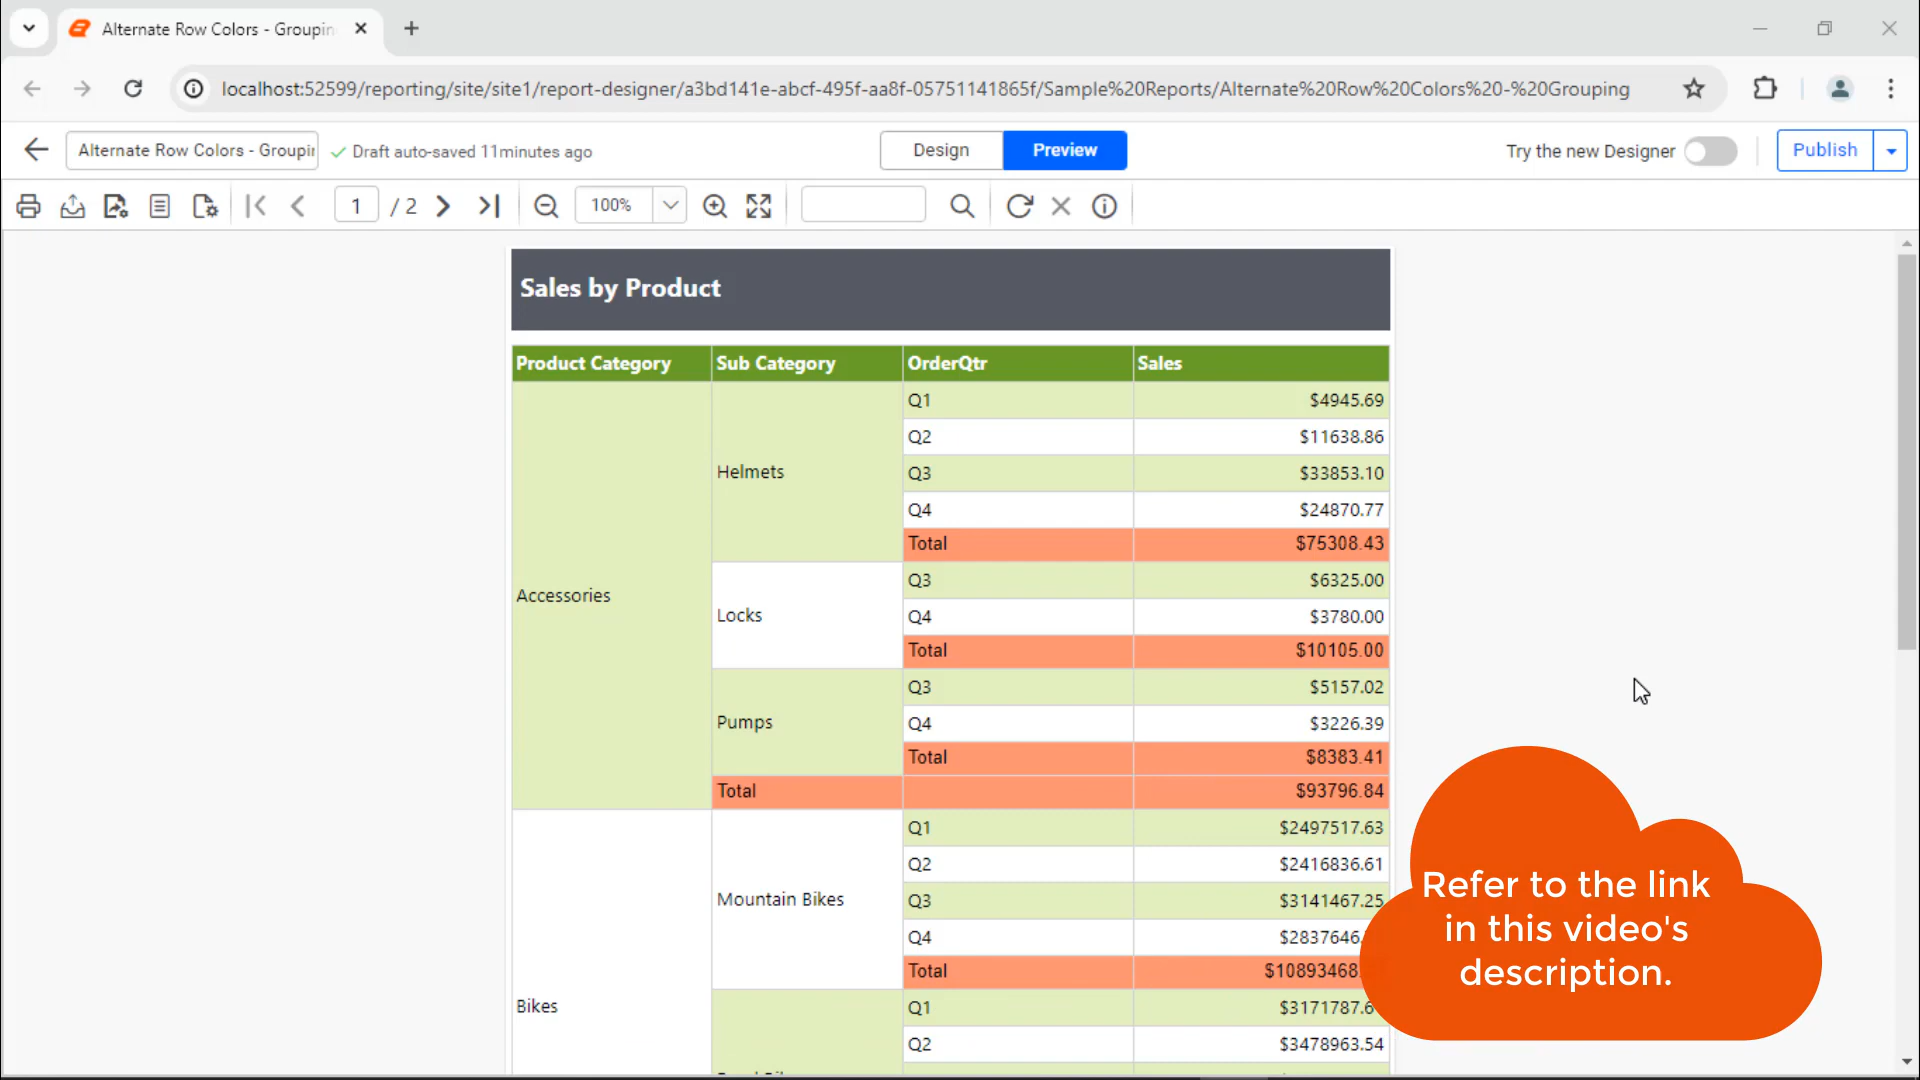 Alternate Row Colors - Groupin
localhost:52599/reporting/site/site1/report-designer/a3bd141e-abcf-495f-aa8f-05751141865f/Sample%20Reports/Alternate%20Row%20Colors%20-%20Grouping
Alternate Row Colors - Groupin
Draft auto-saved 11minutes ago
Design
Preview
Try the new Designer
Publish
1 / 2
100%
Sales by Product
Product Category Sub Category OrderQtr Sales
Q1 $4945.69
Q2 $11638.86
Helmets Q3 $33853.10
Q4 $24870.77
Total $75308.43
Accessories Q3 $6325.00
Locks Q4 $3780.00
Total $10105.00
Q3 $5157.02
Pumps Q4 $3226.39
Total $8383.41
Total $93796.84
Q1 $2497517.63
Q2 $2416836.61
Mountain Bikes Q3 $3141467.25
Q4 $2837646.
Total $10893468.
Bikes Q1 $3171787.6
Q2 $3478963.54
Refer to the link
in this video's
description.